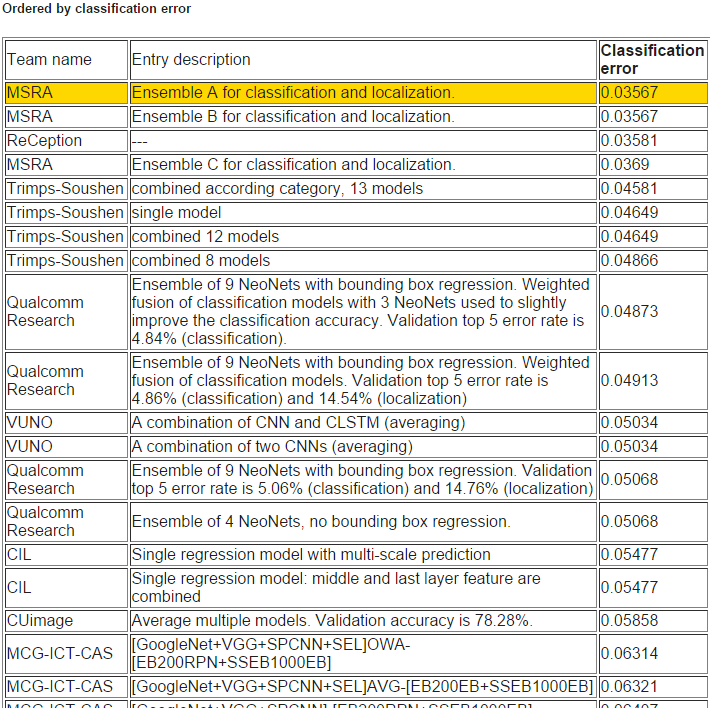 Ordered by classification error
Team name Entry description Classification
error
MSRA Ensemble A for classification and localization. 0.03567
MSRA Ensemble B for classification and localization. 0.03567
ReCeption --- 0.03581
MSRA Ensemble C for classification and localization. 0.0369
Trimps-Soushen combined according category, 13 models 0.04581
Trimps-Soushen single model 0.04649
Trimps-Soushen combined 12 models 0.04649
Trimps-Soushen combined 8 models 0.04866
Qualcomm
Research
Ensemble of 9 NeoNets with bounding box regression. Weighted
fusion of classification models with 3 NeoNets used to slightly
improve the classification accuracy. Validation top 5 error rate is
4.84% (classification).
0.04873
Qualcomm
Research
Ensemble of 9 NeoNets with bounding box regression. Weighted
fusion of classification models. Validation top 5 error rate is
4.86% (classification) and 14.54% (localization)
0.04913
VUNO A combination of CNN and CLSTM (averaging) 0.05034
VUNO A combination of two CNNs (averaging) 0.05034
Qualcomm
Research
Ensemble of 9 NeoNets with bounding box regression. Validation
top 5 error rate is 5.06% (classification) and 14.76% (localization)
0.05068
Qualcomm
Research
Ensemble of 4 NeoNets, no bounding box regression.
0.05068
CIL Single regression model with multi-scale prediction 0.05477
CIL
Single regression model: middle and last layer feature are
combined
0.05477
CUimage Average multiple models. Validation accuracy is 78.28%. 0.05858
MCG-ICT-CAS
[GoogleNet+VGG+SPCNN+SEL]OWA-
[EB200RPN+SSEB1000EB]
0.06314
MCG-ICT-CAS [GoogleNet+VGG+SPCNN+SEL]AVG-[EB200EB+SSEB1000EB] 0.06321